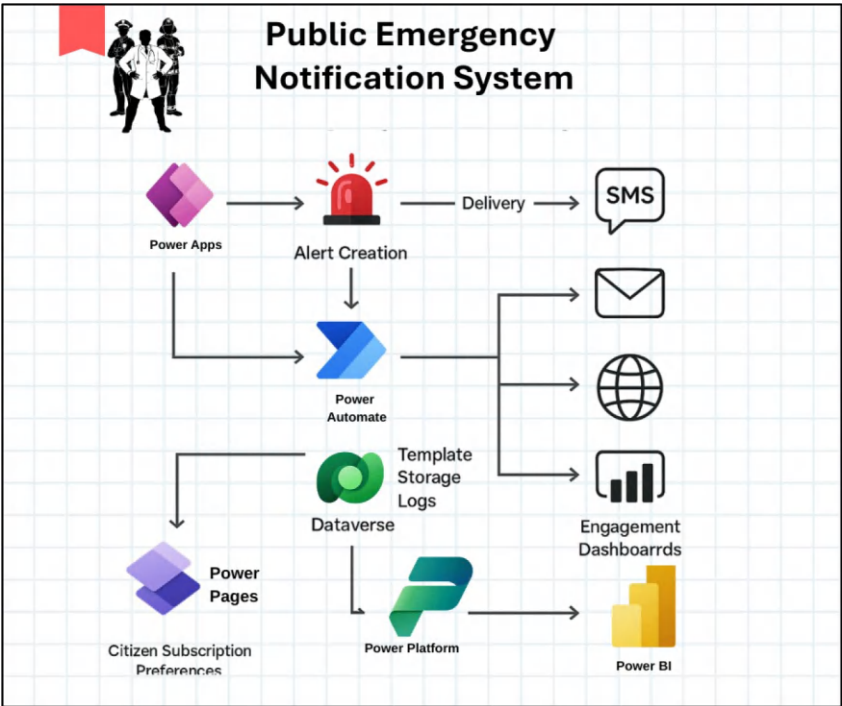 Public Emergency
Notification System
SMS
Delivery
Power Apps
Alert Creation
Power
Automate
Template
Storage
Logs
Dataverse
Engagement
Dashboarrds
Power
Pages
Citizen Subscription
Preferences
Power Platform
Power BI